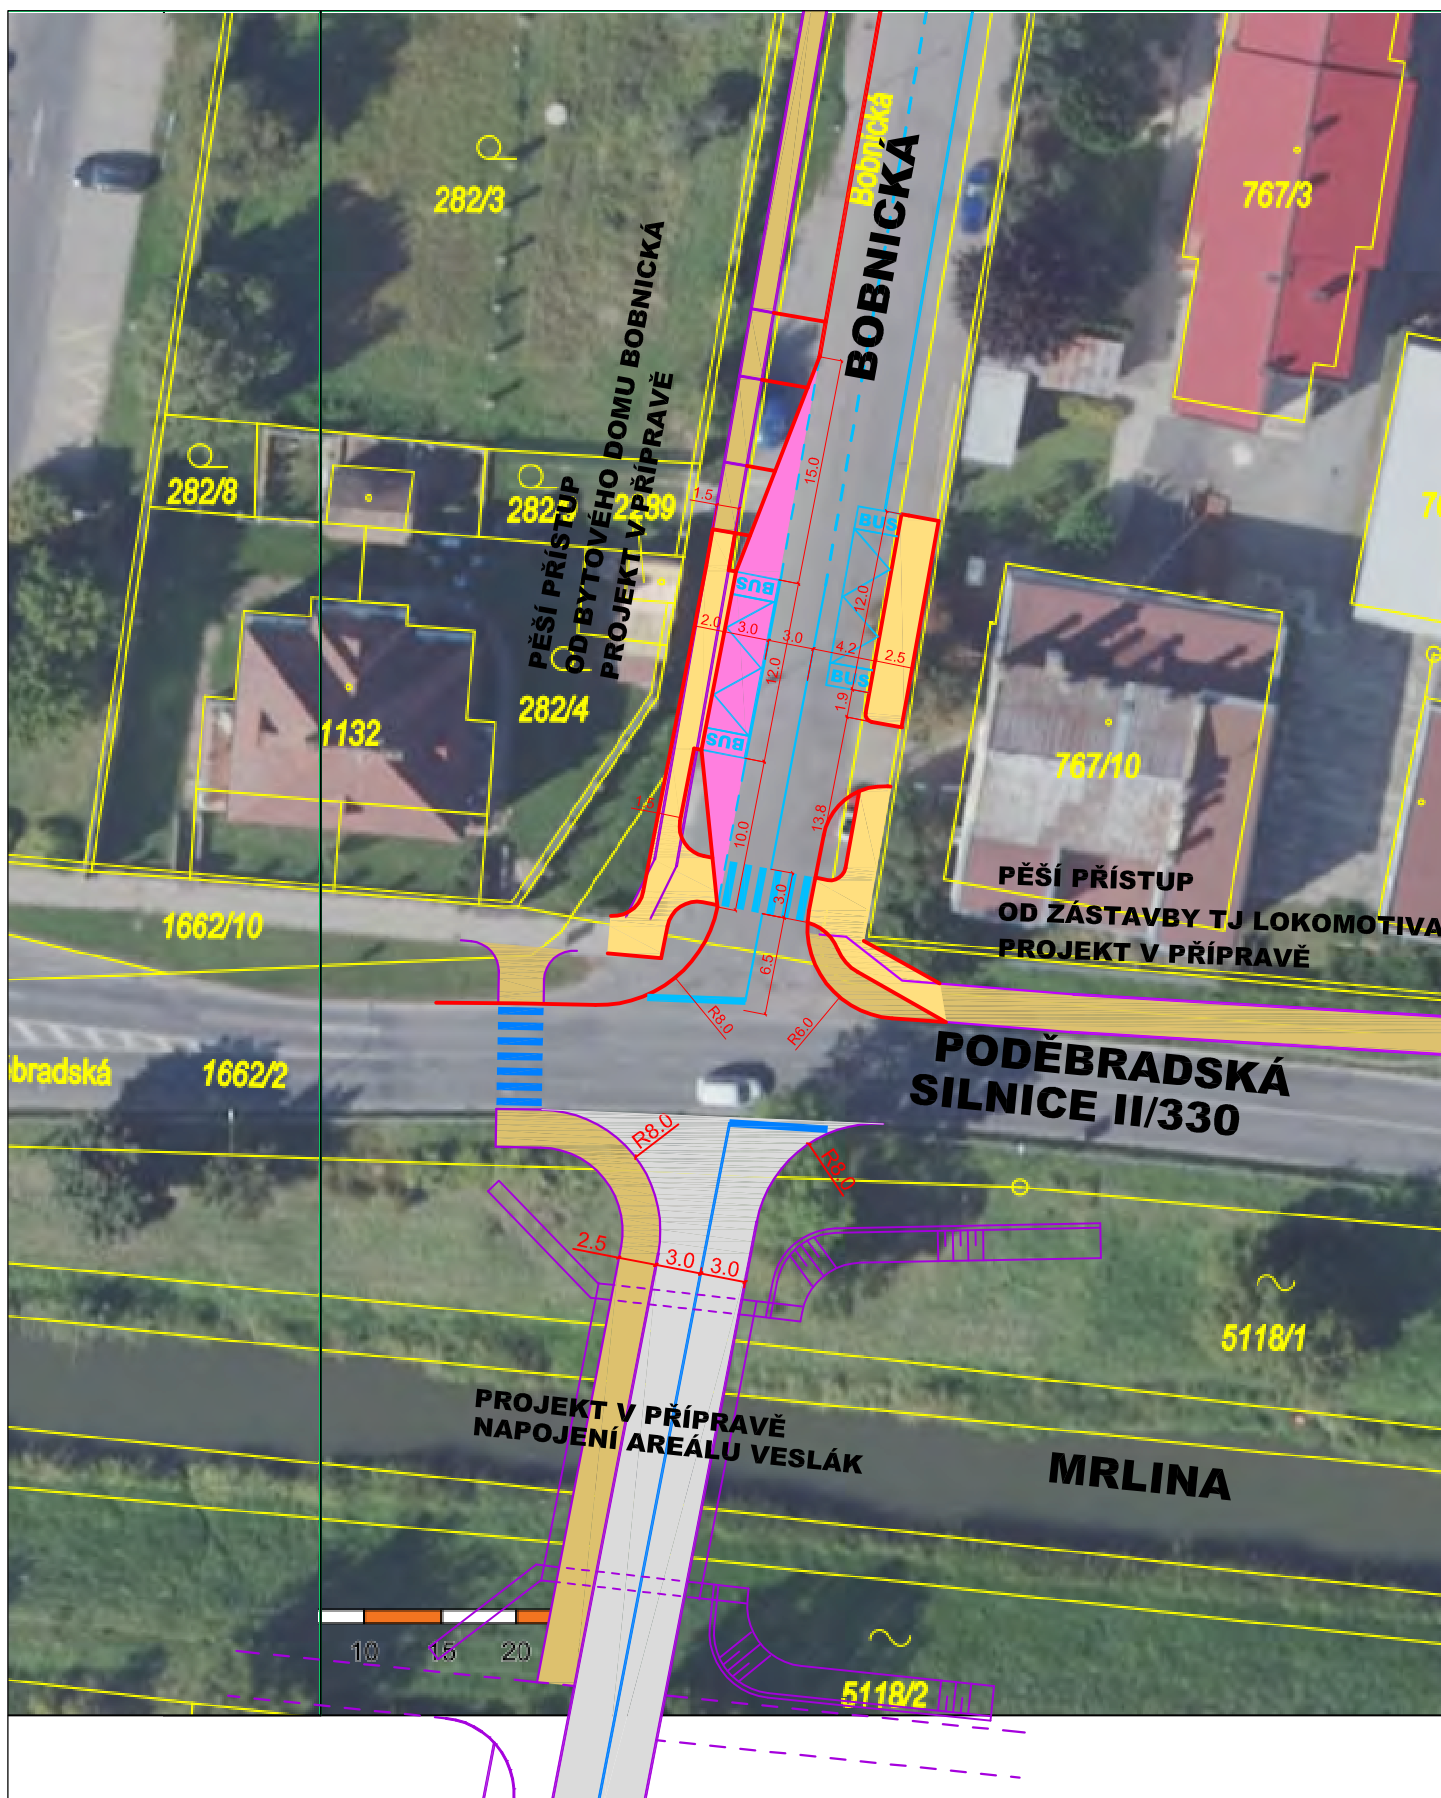 Bobnická
BOBNICKÁ
282/3
767/3
PĚŠÍ PŘÍSTUP
OD BYTOVÉHO DOMU BOBNICKÁ
PROJEKT V PŘÍPRAVĚ
282/8
2289
1.5
15.0
BUS
12.0
BUS
2.0
3.0
3.0
4.2
2.5
12.0
BUS
BUS
1.9
282/4
1132
767/10
1.5
10.0
13.8
3.0
6.5
PĚŠÍ PŘÍSTUP
OD ZÁSTAVBY TJ LOKOMOTIVA
PROJEKT V PŘÍPRAVĚ
1662/10
R8.0
R6.0
ěbradská
1662/2
PODĚBRADSKÁ
SILNICE II/330
R8.0
R8.0
2.5
3.0
3.0
5118/1
PROJEKT V PŘÍPRAVĚ
NAPOJENÍ AREÁLU VESLÁK
MRLINA
10
15
20
5118/2